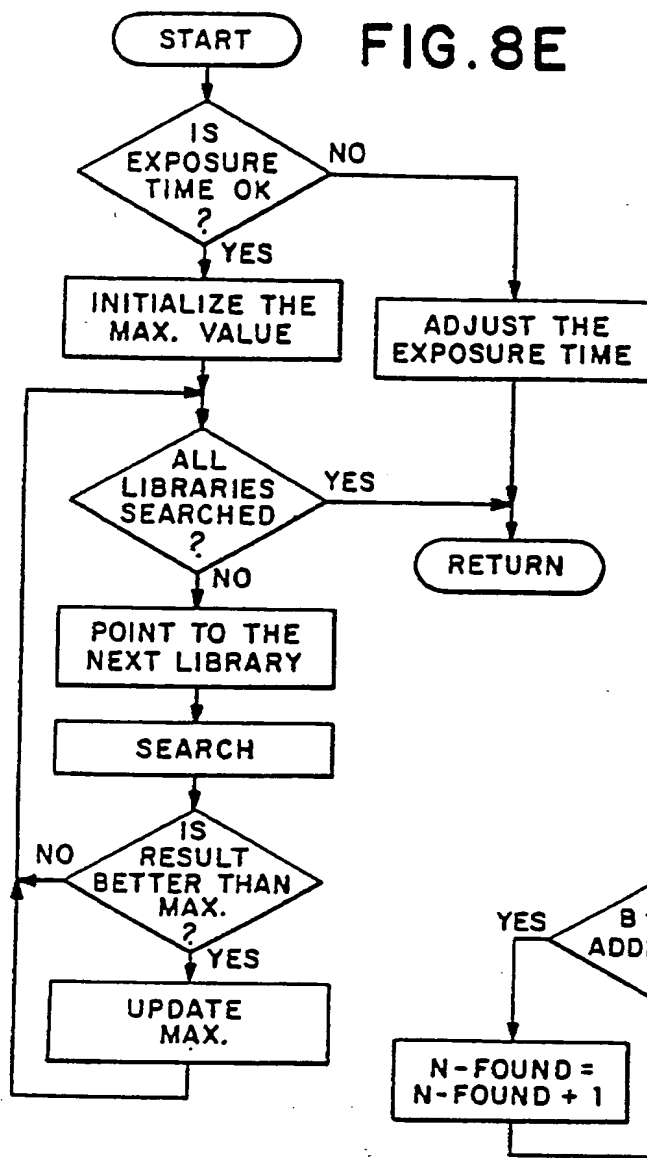 START
FIG.8E
IS
EXPOSURE
TIME OK
?
NO
YES
INITIALIZE THE
MAX. VALUE
ADJUST THE
EXPOSURE TIME
ALL
LIBRARIES
SEARCHED
?
YES
NO
RETURN
POINT TO THE
NEXT LIBRARY
SEARCH
IS
RESULT
BETTER THAN
MAX.
?
NO
YES
UPDATE
MAX.
YES
B
N-FOUND =
N-FOUND + 1